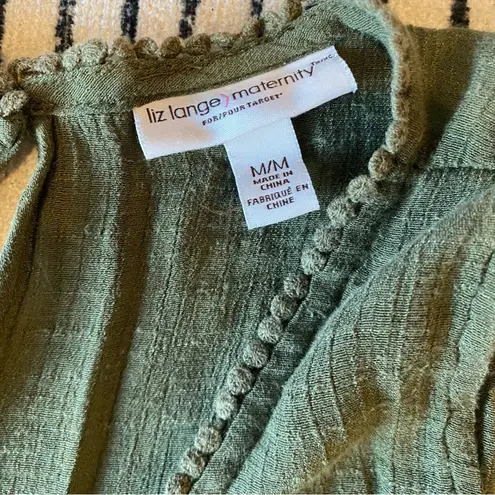 liz lange maternity
FOR/POUR TARGET
M/M
MADE IN
CHINA
FABRIQUÉ EN
CHINE